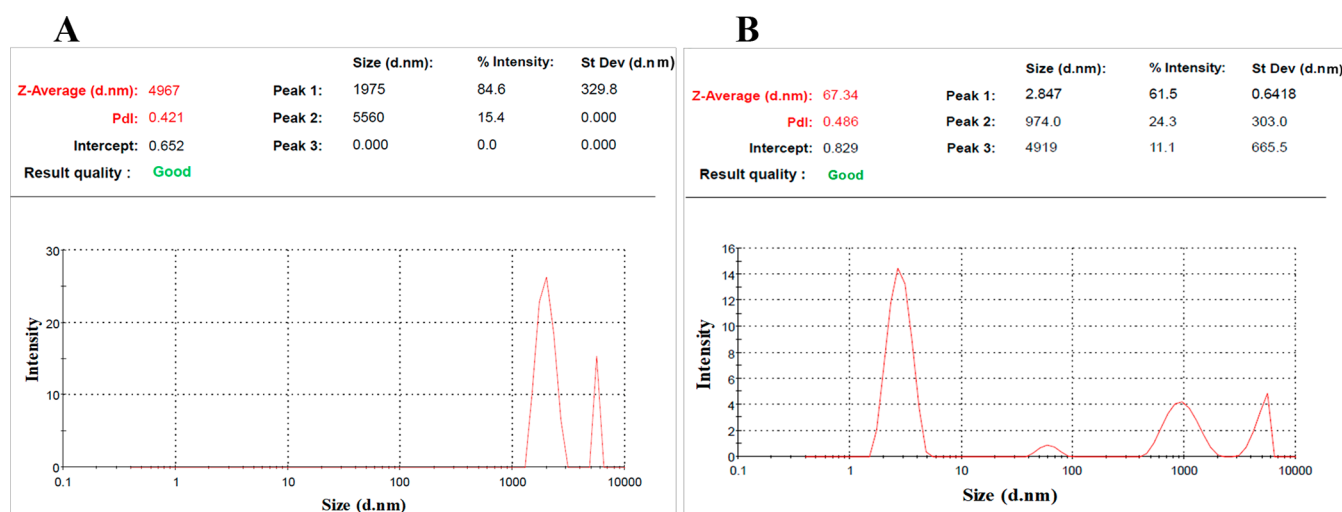 A
Size (d.nm): % Intensity: St Dev (d.nm)
Z-Average (d.nm): 4967 Peak 1: 1975 84.6 329.8
PdI: 0.421 Peak 2: 5560 15.4 0.000
Intercept: 0.652 Peak 3: 0.000 0.0 0.000
Result quality : Good
30
20
10
0
Intensity
0.1 1 10 100 1000 10000
Size (d.nm)
B
Size (d.nm): % Intensity: St Dev (d.nm)
Z-Average (d.nm): 67.34 Peak 1: 2.847 61.5 0.6418
PdI: 0.486 Peak 2: 974.0 24.3 303.0
Intercept: 0.829 Peak 3: 4919 11.1 665.5
Result quality : Good
16
14
12
10
8
6
4
2
0
Intensity
0.1 1 10 100 1000 10000
Size (d.nm)